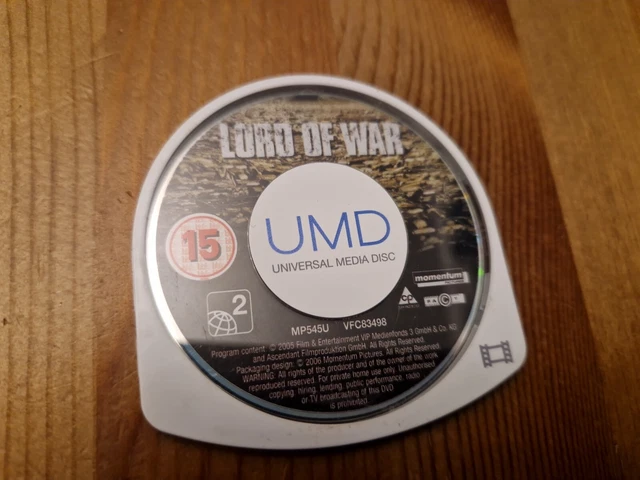 LORD OF WAR
UMD
UNIVERSAL MEDIA DISC
15
2
momentum
MP545U VFC83498
Program content: © 2005 Film & Entertainment VIP Medienfonds 3 GmbH & Co. KG
and Ascendant Filmproduktion GmbH. All Rights Reserved.
Packaging design: © 2006 Momentum Pictures. All Rights Reserved.
WARNING: All rights of the producer and of the owner of the work
reproduced reserved. For private home use only. Unauthorised
copying, hiring, lending, public performance, radio
or TV broadcasting of this DVD
is prohibited.